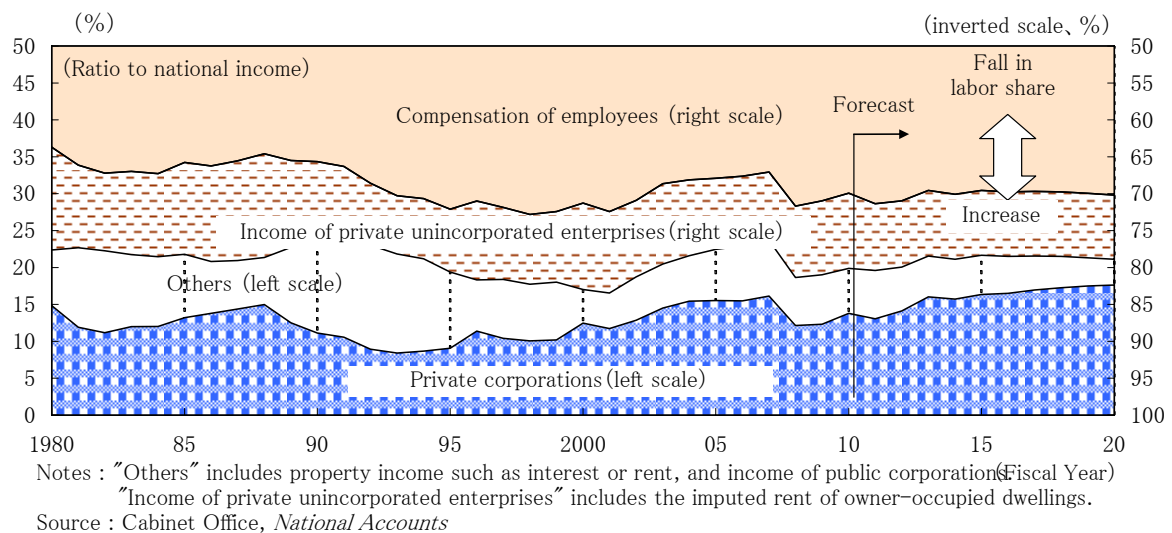 (%)
(inverted scale、%)
50
45
40
35
30
25
20
15
10
5
0
50
55
60
65
70
75
80
85
90
95
100
(Ratio to national income)
Fall in
labor share
Compensation of employees (right scale)
Forecast
Increase
Income of private unincorporated enterprises(right scale)
Others (left scale)
Private corporations(left scale)
1980 85 90 95 2000 05 10 15 20
(Fiscal Year)
Notes : "Others" includes property income such as interest or rent, and income of public corporations.
"Income of private unincorporated enterprises" includes the imputed rent of owner-occupied dwellings.
Source : Cabinet Office, National Accounts